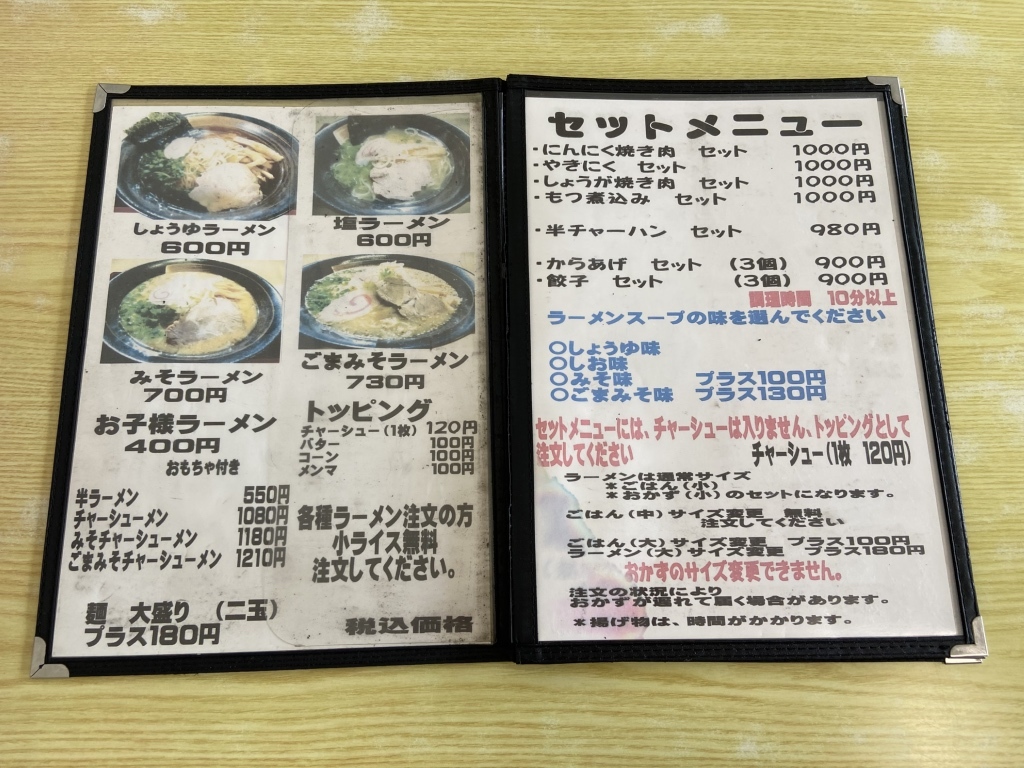 しょうゆラーメン
600円
塩ラーメン
600円
みそラーメン
700円
ごまみそラーメン
730円
お子様ラーメン
400円
おもちゃ付き
トッピング
チャーシュー(1枚) 120円
バター 100円
コーン 100円
メンマ 100円
半ラーメン 550円
チャーシューメン 1080円
みそチャーシューメン 1180円
ごまみそチャーシューメン 1210円
各種ラーメン注文の方
小ライス無料
注文してください。
麺 大盛り (二玉)
プラス180円
税込価格
セットメニュー
・にんにく焼き肉 セット 1000円
・やきにく セット 1000円
・しょうが焼き肉 セット 1000円
・もつ煮込み セット 1000円
・半チャーハン セット 980円
・からあげ セット (3個) 900円
・餃子 セット (3個) 900円
調理時間 10分以上
ラーメンスープの味を選んでください
○しょうゆ味
○しお味
○みそ味 プラス100円
○ごまみそ味 プラス130円
セットメニューには、チャーシューは入りません、トッピングとして
注文してください チャーシュー(1枚 120円)
ラーメンは通常サイズ
*ごはん(小)
*おかず(小)のセットになります。
ごはん(中)サイズ変更 無料
注文してください
ごはん(大)サイズ変更 プラス100円
ラーメン(大)サイズ変更 プラス180円
おかずのサイズ変更できません。
注文の状況により
おかずが遅れて届く場合があります。
*揚げ物は、時間がかかります。